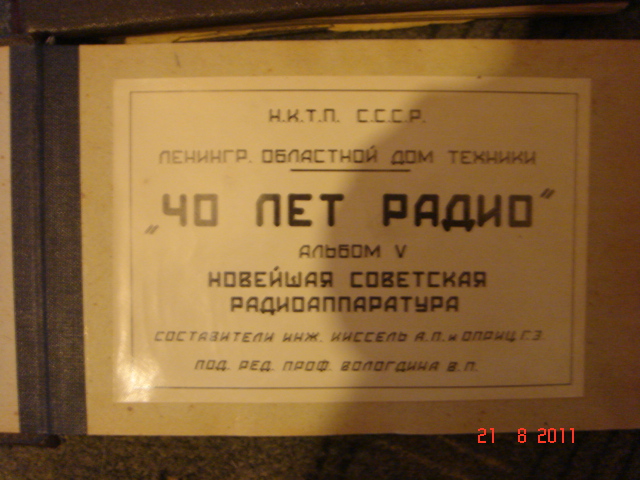 Н.К.Т.П. С.С.С.Р.
ЛЕНИНГР. ОБЛАСТНОЙ ДОМ ТЕХНИКИ
„40 ЛЕТ РАДИО“
АЛЬБОМ V
НОВЕЙШАЯ СОВЕТСКАЯ
РАДИОАППАРАТУРА
СОСТАВИТЕЛИ ИНЖ. КИССЕЛЬ А.П. и ОПРИЦ Г.З.
ПОД. РЕД. ПРОФ. ВОЛОГДИНА В.П.
21 8 2011